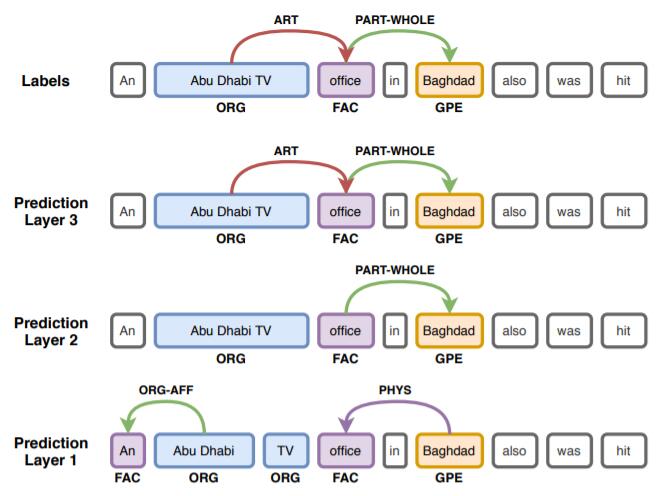 ART PART-WHOLE
Labels An Abu Dhabi TV office in Baghdad also was hit
ORG FAC GPE
ART PART-WHOLE
Prediction
Layer 3
An Abu Dhabi TV office in Baghdad also was hit
ORG FAC GPE
PART-WHOLE
Prediction
Layer 2
An Abu Dhabi TV office in Baghdad also was hit
ORG FAC GPE
ORG-AFF PHYS
Prediction
Layer 1
An Abu Dhabi TV office in Baghdad also was hit
FAC ORG ORG FAC GPE